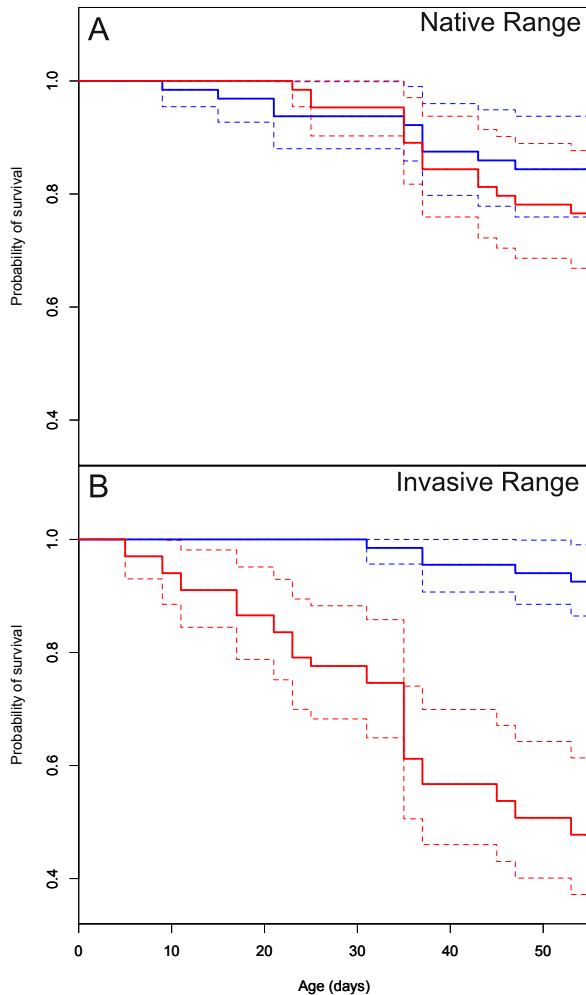 A
Native Range
1.0
0.8
0.6
0.4
Probability of survival
B
Invasive Range
1.0
0.8
0.6
0.4
Probability of survival
0 10 20 30 40 50
Age (days)